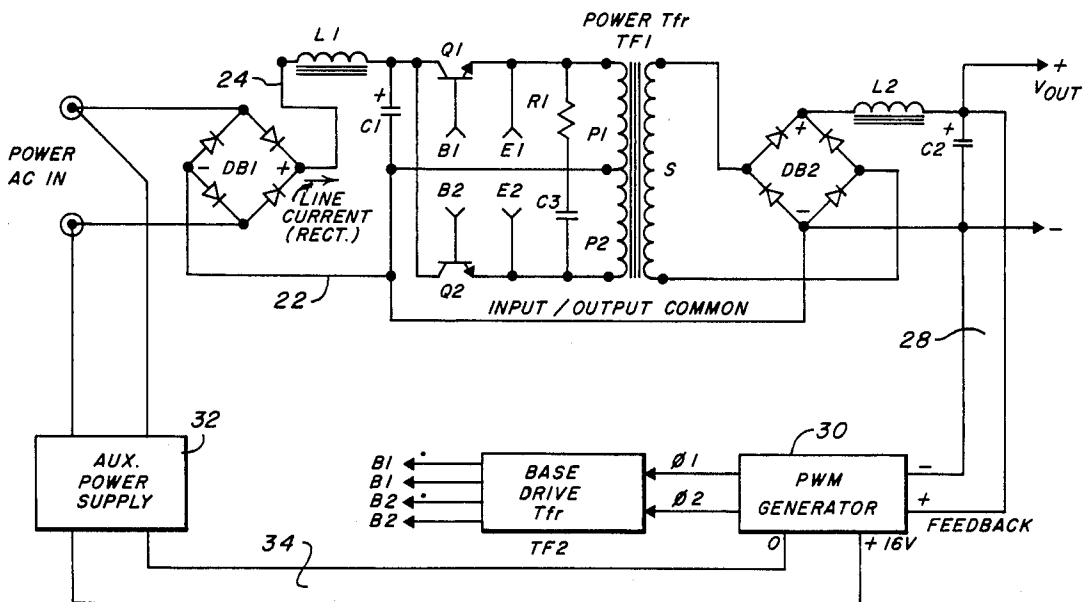 POWER Tfr
TF1
L1
Q1
24
+
C1
B1
E1
R1
P1
S
L2
+
V OUT
+
C2
POWER
AC IN
-
DB1
+
LINE
CURRENT
(RECT.)
B2
E2
C3
P2
+
DB2
-
-
22
Q2
INPUT / OUTPUT COMMON
28
32
AUX.
POWER
SUPPLY
30
B1
B1
B2
B2
BASE
DRIVE
Tfr
TF2
Ø1
Ø2
PWM
GENERATOR
-
+
FEEDBACK
0
+16V
34